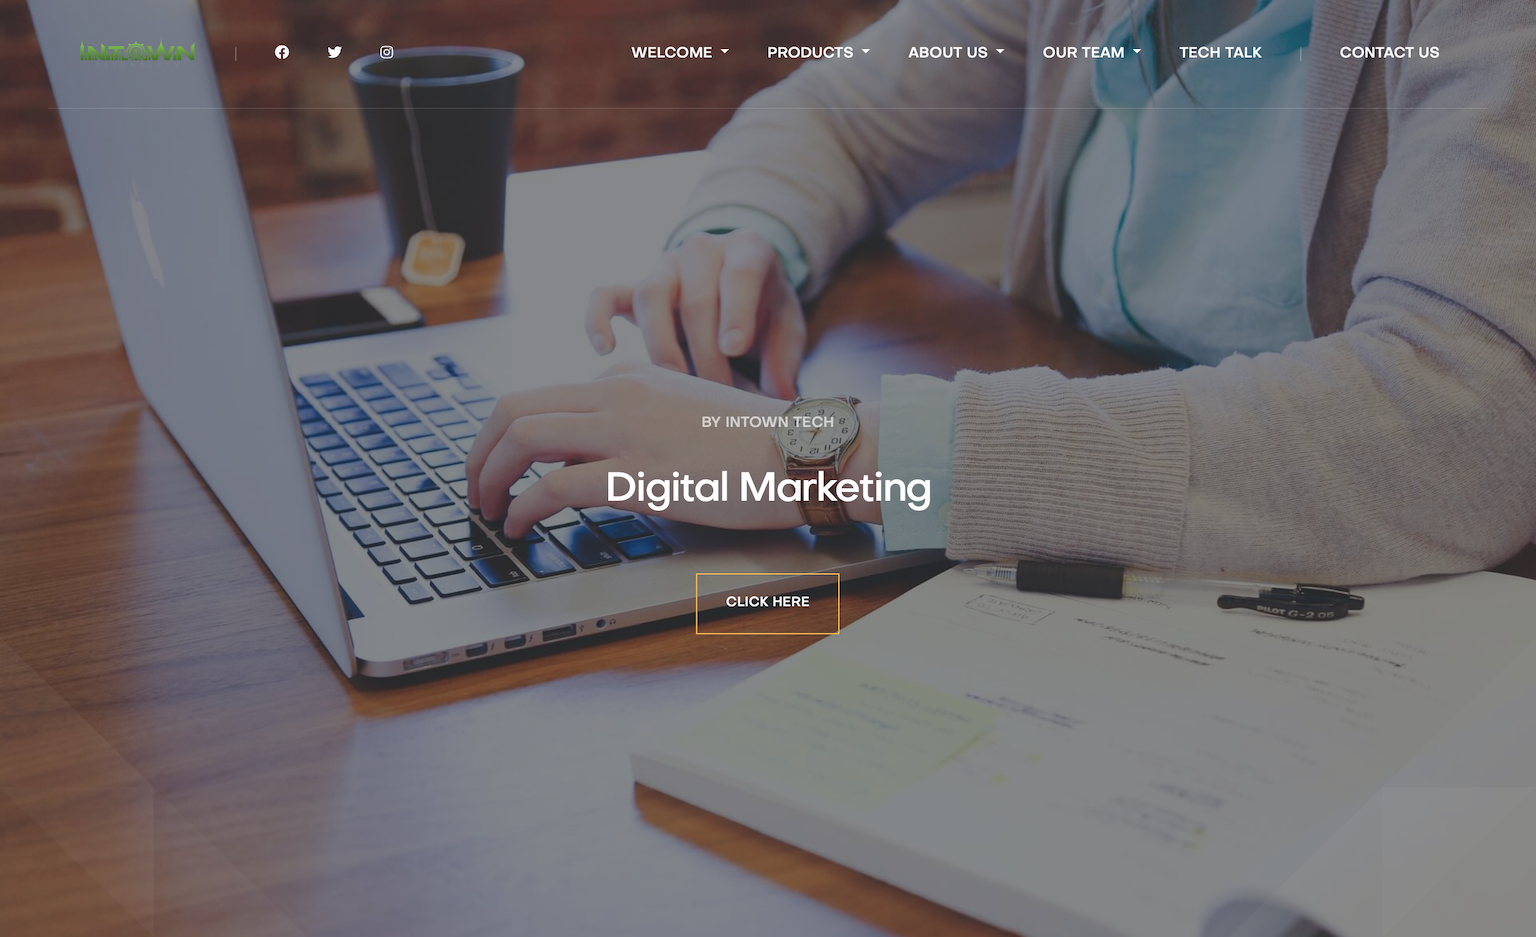 INTOWN
WELCOME
PRODUCTS
ABOUT US
OUR TEAM
TECH TALK
CONTACT US
BY INTOWN TECH
Digital Marketing
CLICK HERE
PILOT G-2 05